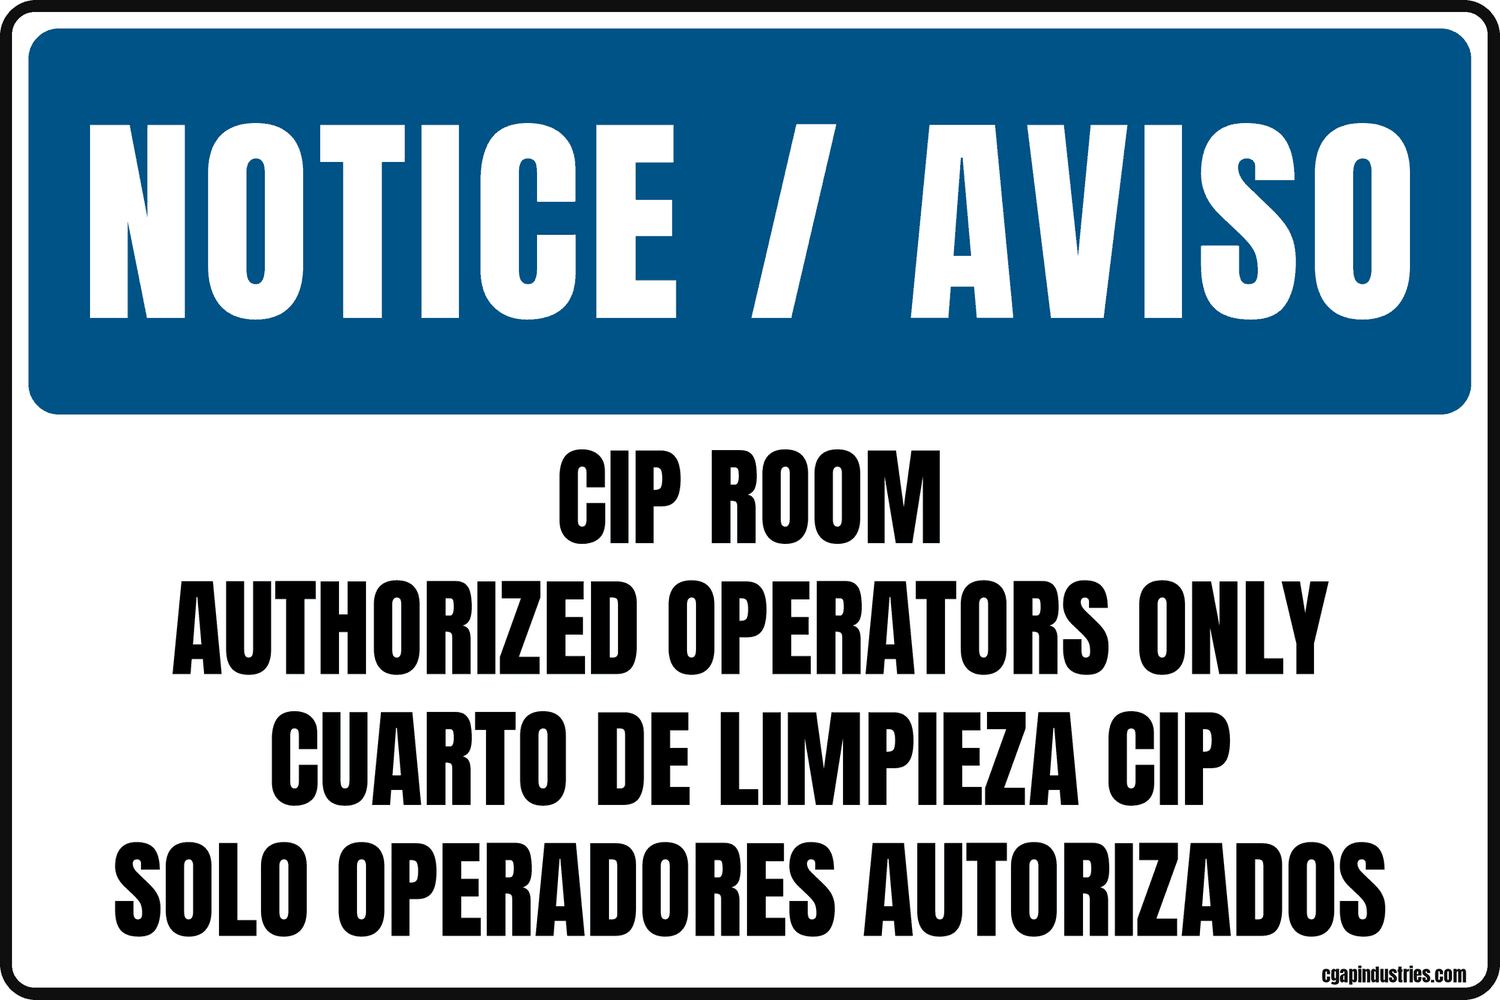 NOTICE / AVISO
CIP ROOM
AUTHORIZED OPERATORS ONLY
CUARTO DE LIMPIEZA CIP
SOLO OPERADORES AUTORIZADOS
cgapindustries.com